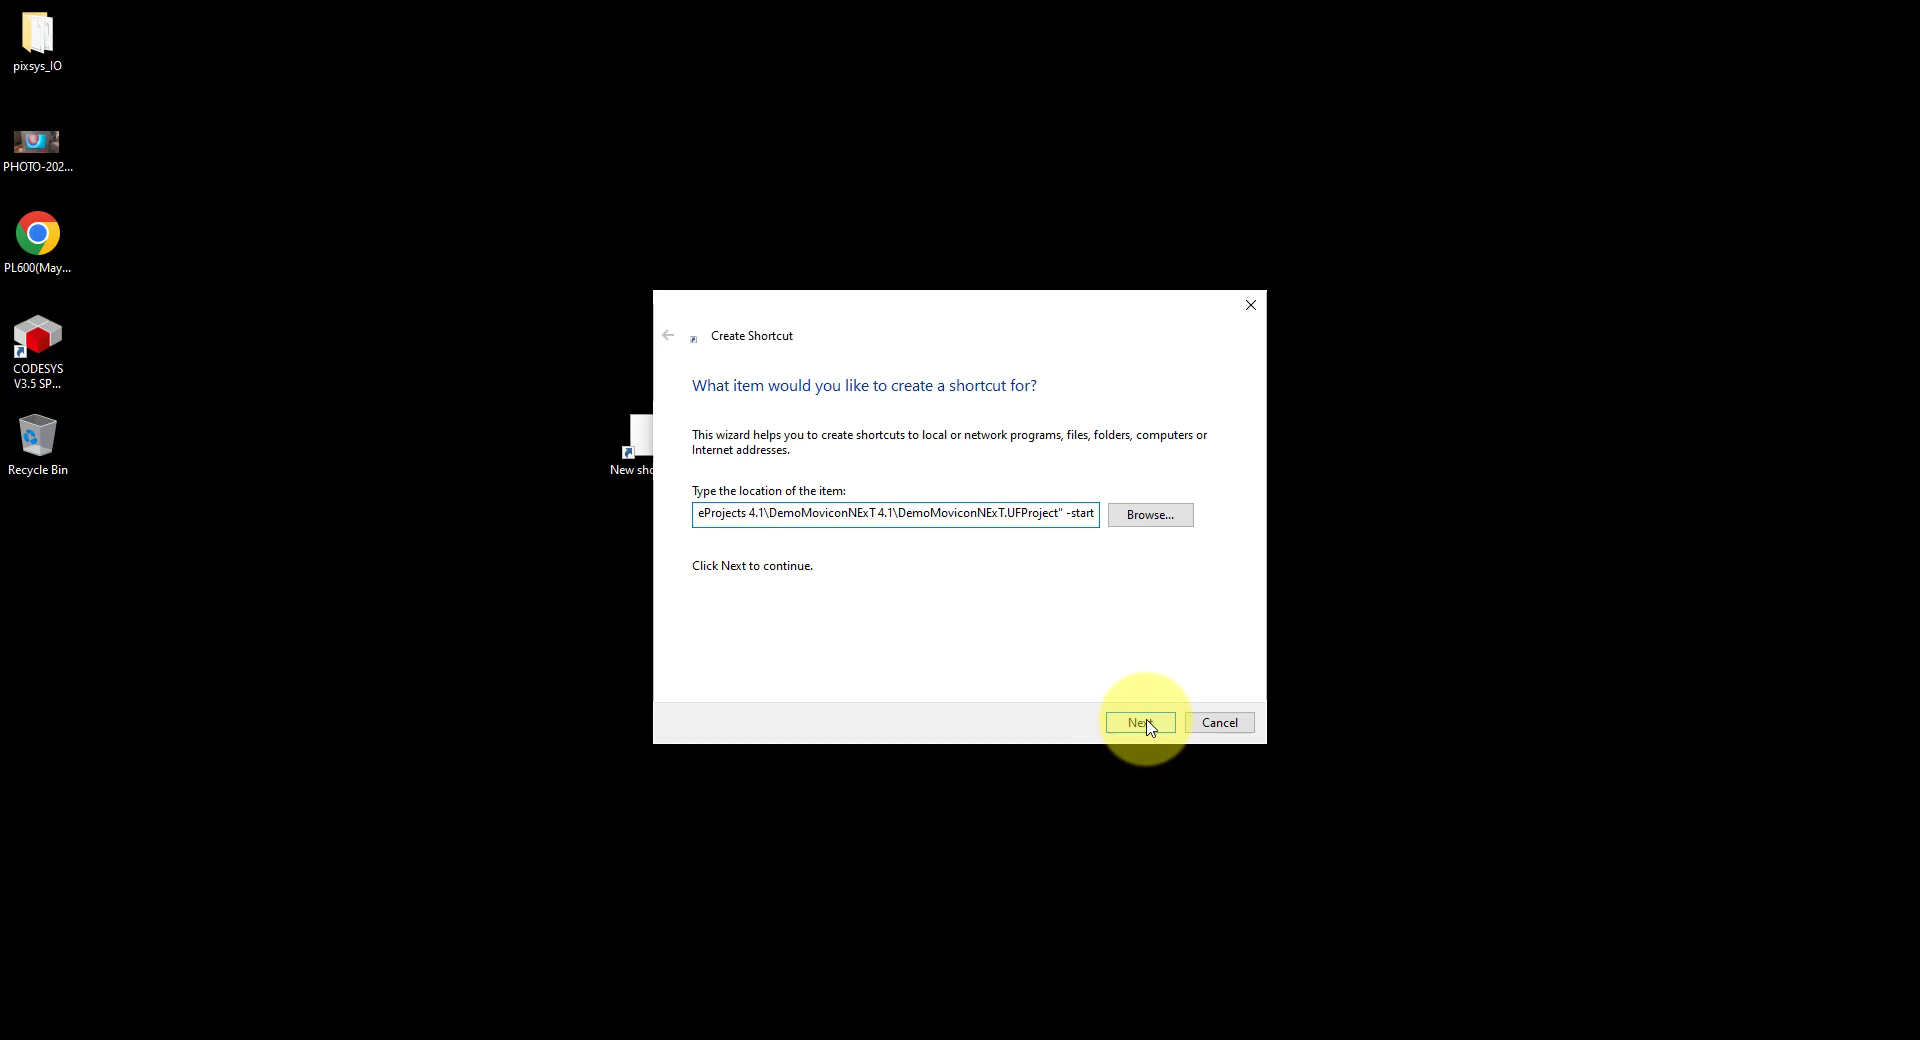 pixsys_IO
PHOTO-202...
PL600(May...
CODESYS
V3.5 SP...
Recycle Bin
New sho
Create Shortcut
What item would you like to create a shortcut for?
This wizard helps you to create shortcuts to local or network programs, files, folders, computers or
Internet addresses.
Type the location of the item:
eProjects 4.1\DemoMoviconNExT 4.1\DemoMoviconNExT.UFProject" -start
Browse...
Click Next to continue.
Next
Cancel